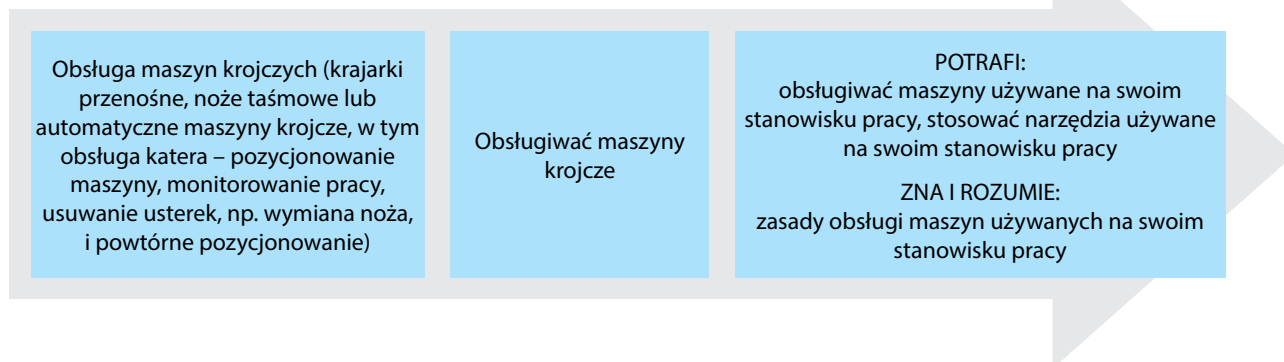 Obsługa maszyn krojczych (krajarki
przenośne, noże taśmowe lub
automatyczne maszyny krojcze, w tym
obsługa katera – pozycjonowanie
maszyny, monitorowanie pracy,
usuwanie usterek, np. wymiana noża,
i powtórne pozycjonowanie)
Obsługiwać maszyny
krojcze
POTRAFI:
obsługiwać maszyny używane na swoim
stanowisku pracy, stosować narzędzia używane
na swoim stanowisku pracy
ZNA I ROZUMIE:
zasady obsługi maszyn używanych na swoim
stanowisku pracy